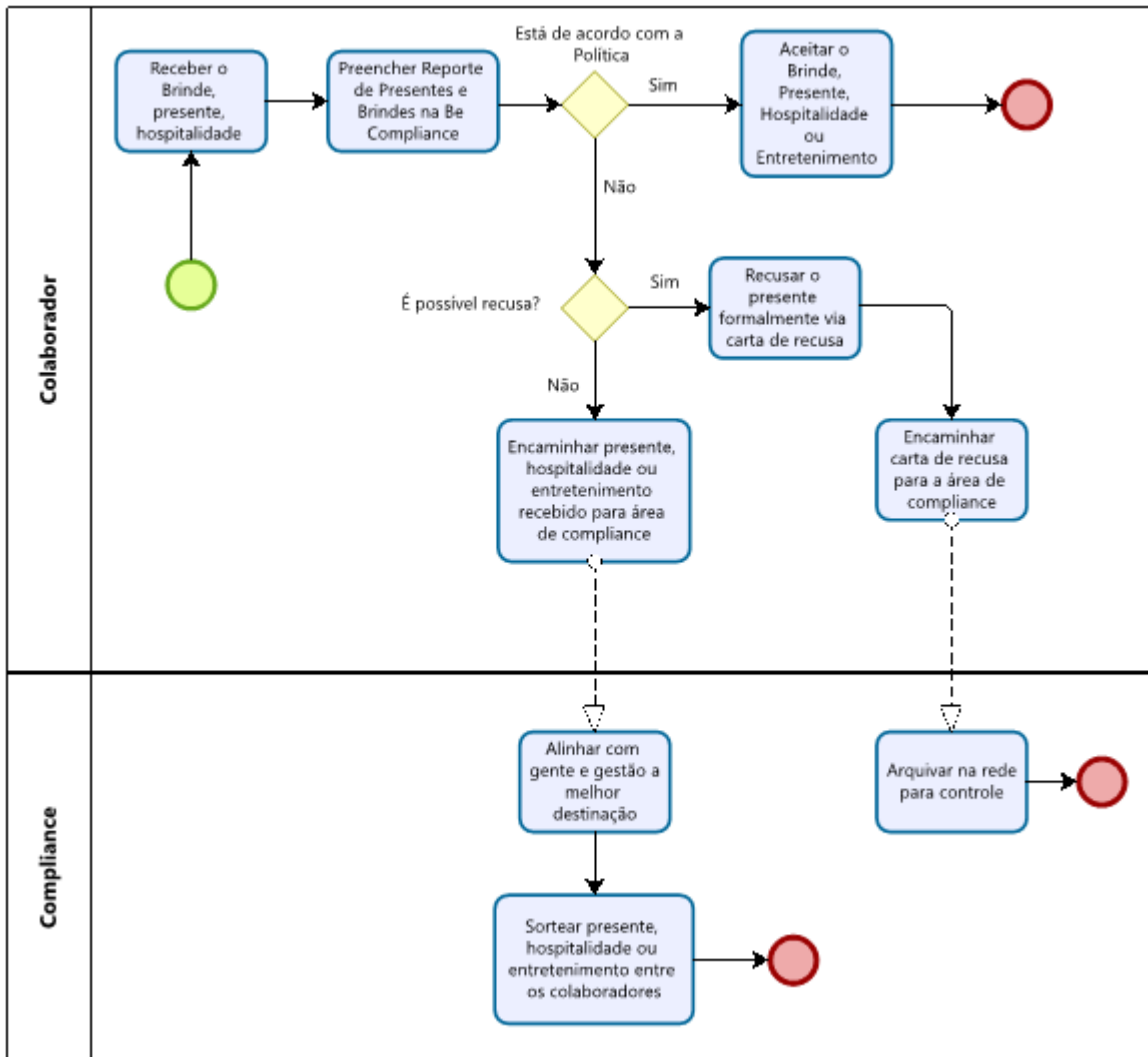 Colaborador
Receber o
Brinde,
presente,
hospitalidade
Preencher Reporte
de Presentes e
Brindes na Be
Compliance
Está de acordo com a
Política
Sim
Aceitar o
Brinde,
Presente,
Hospitalidade
ou
Entretenimento
Não
É possível recusa?
Sim
Recusar o
presente
formalmente via
carta de recusa
Não
Encaminhar presente,
hospitalidade ou
entretenimento
recebido para área
de compliance
Encaminhar
carta de recusa
para a área de
compliance
Compliance
Alinhar com
gente e gestão a
melhor
destinação
Arquivar na rede
para controle
Sortear presente,
hospitalidade ou
entretenimento entre
os colaboradores